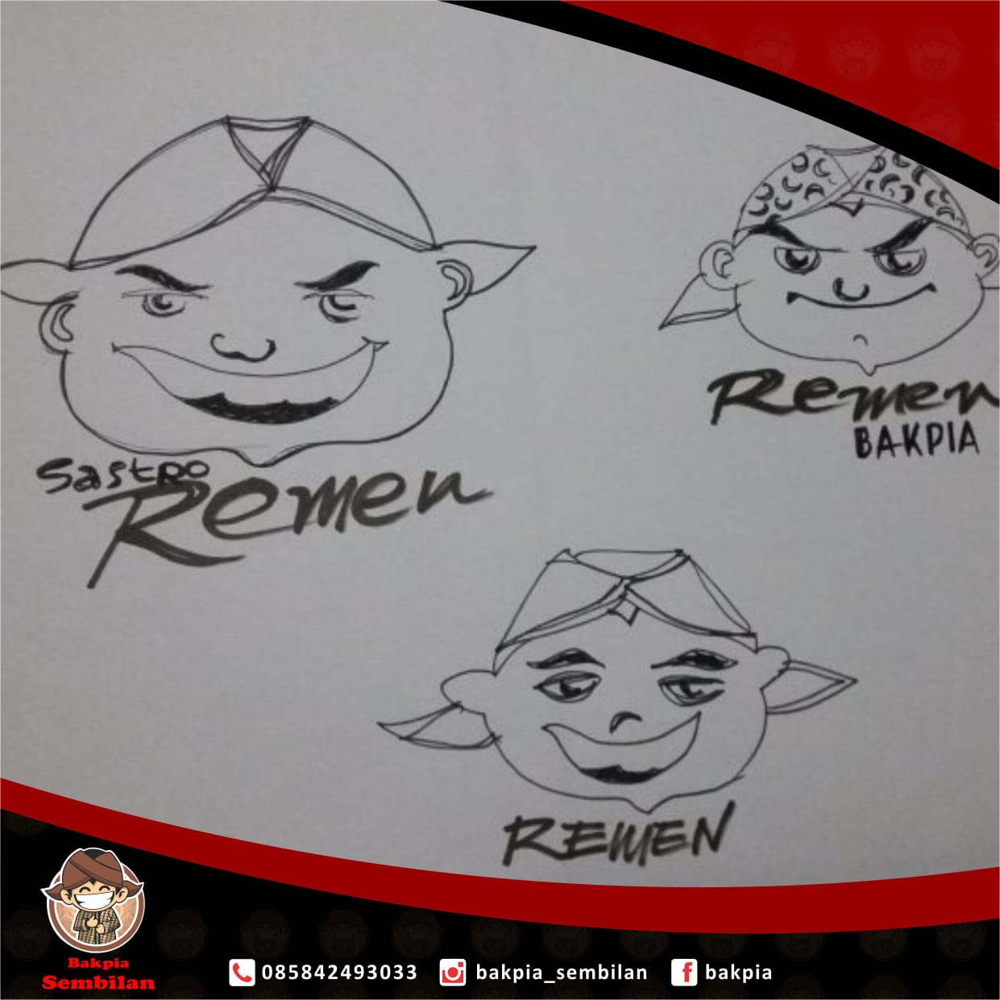 Sastro
Remen
Remen
BAKPIA
REMEN
Bakpia
Sembilan
085842493033
bakpia_sembilan
bakpia